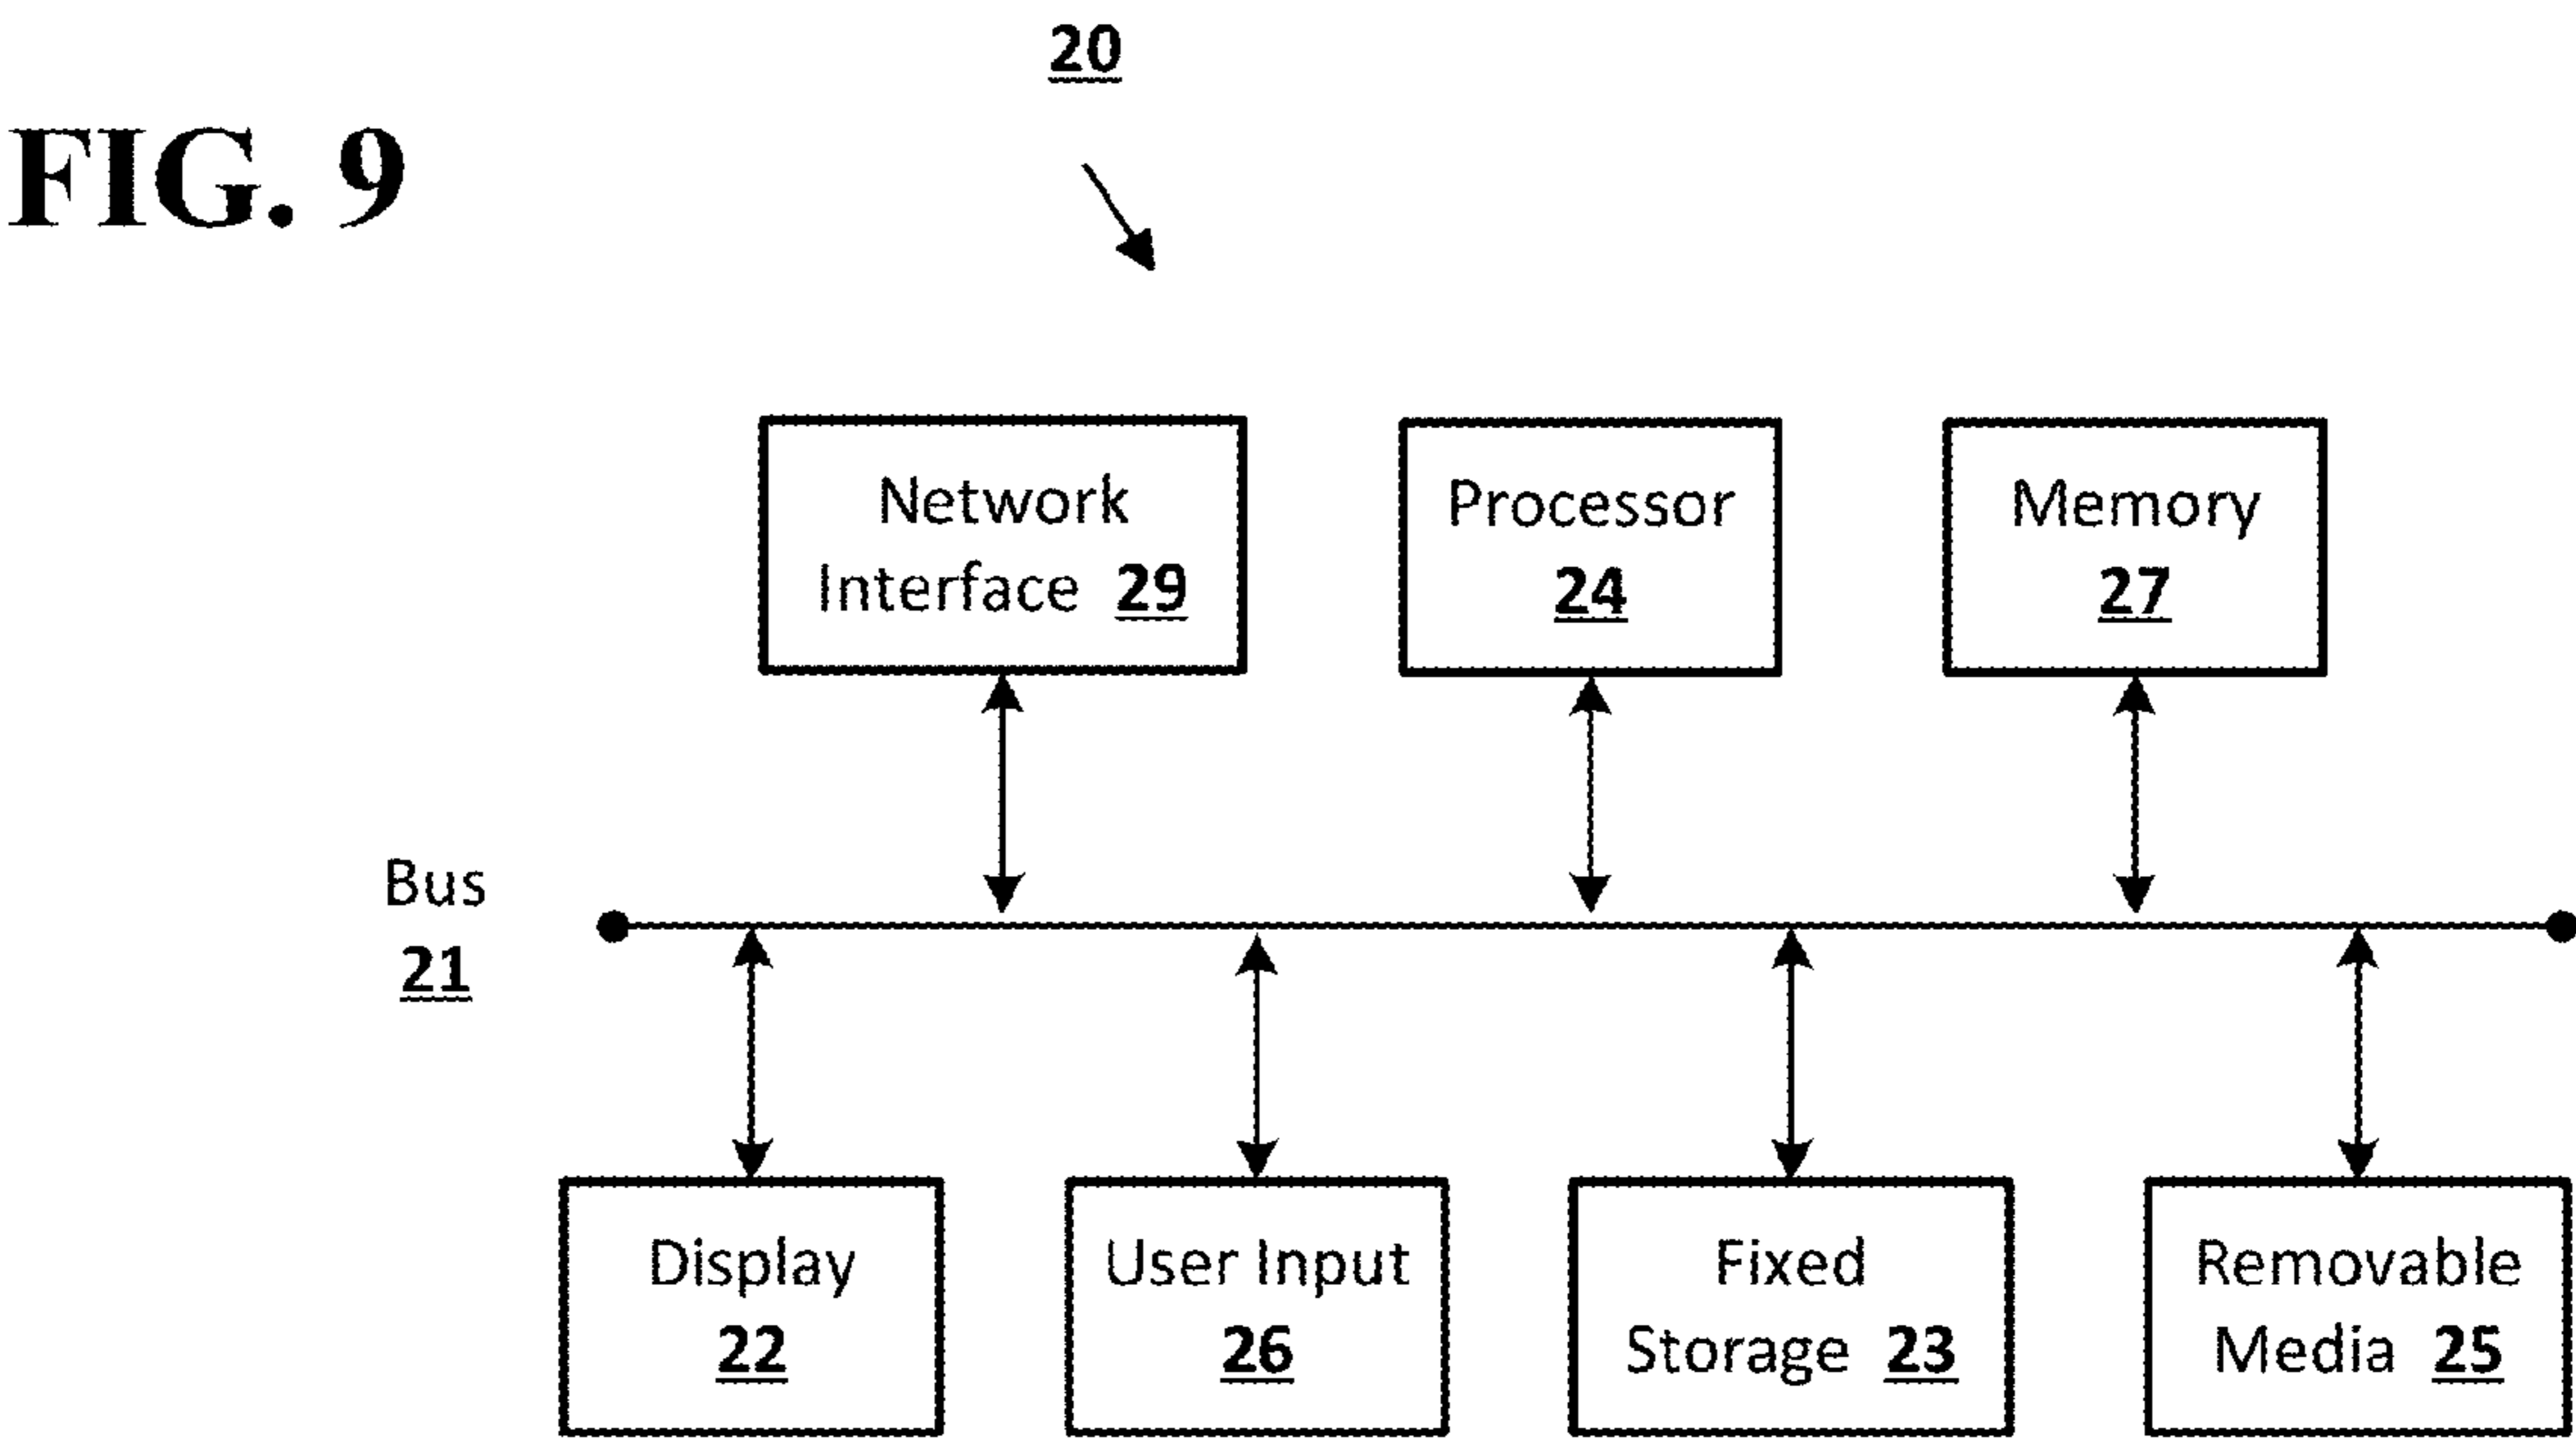 20
FIG. 9
Network
Interface 29
Processor
24
Memory
27
Bus
21
Display
22
User Input
26
Fixed
Storage 23
Removable
Media 25